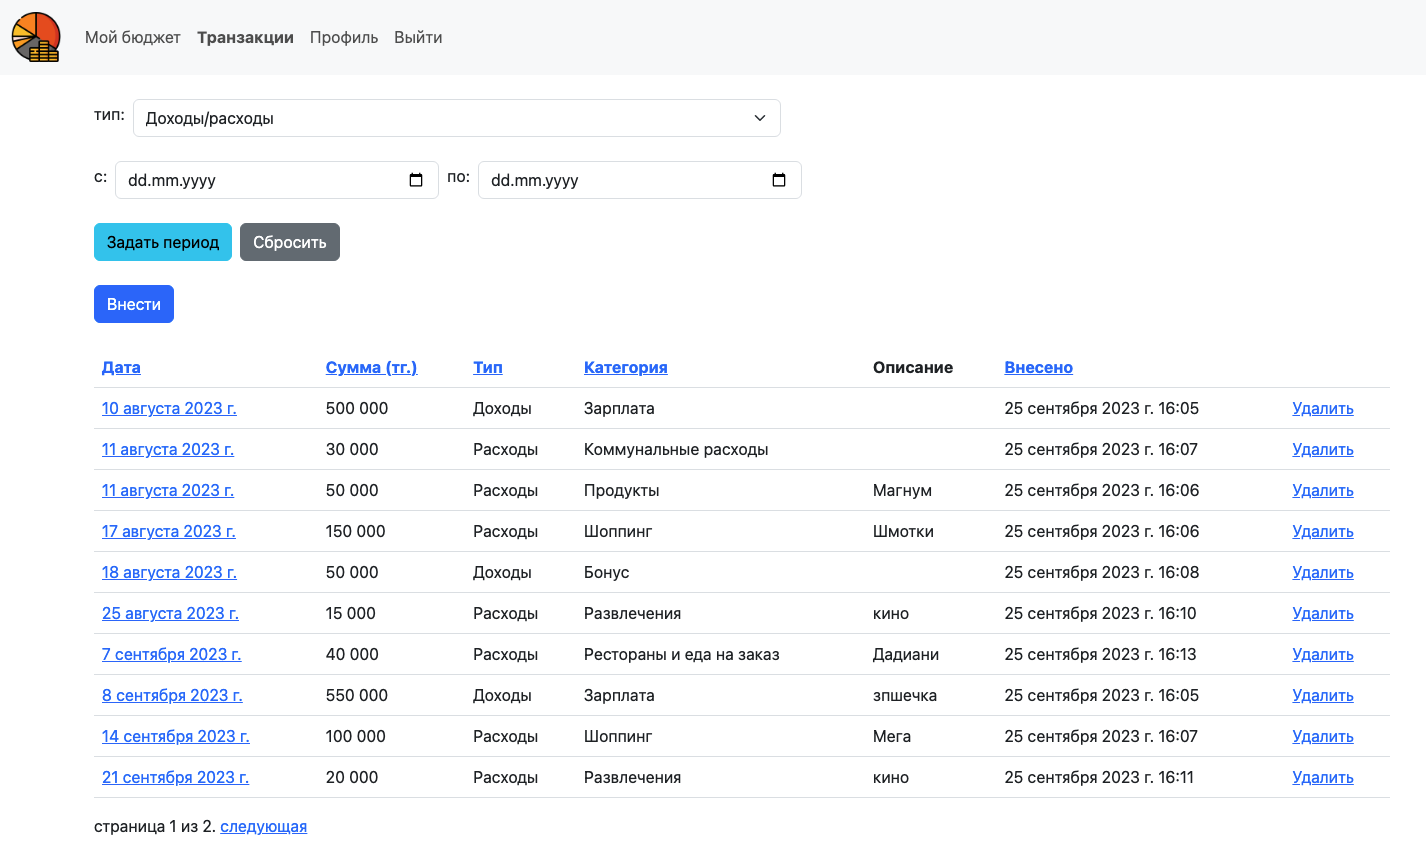 Мой бюджет Транзакции Профиль Выйти
тип: Доходы/расходы
с: dd.mm.yyyy по: dd.mm.yyyy
Задать период Сбросить
Внести
Дата Сумма (тг.) Тип Категория Описание Внесено
10 августа 2023 г. 500 000 Доходы Зарплата 25 сентября 2023 г. 16:05 Удалить
11 августа 2023 г. 30 000 Расходы Коммунальные расходы 25 сентября 2023 г. 16:07 Удалить
11 августа 2023 г. 50 000 Расходы Продукты Магнум 25 сентября 2023 г. 16:06 Удалить
17 августа 2023 г. 150 000 Расходы Шоппинг Шмотки 25 сентября 2023 г. 16:06 Удалить
18 августа 2023 г. 50 000 Доходы Бонус 25 сентября 2023 г. 16:08 Удалить
25 августа 2023 г. 15 000 Расходы Развлечения кино 25 сентября 2023 г. 16:10 Удалить
7 сентября 2023 г. 40 000 Расходы Рестораны и еда на заказ Дадиани 25 сентября 2023 г. 16:13 Удалить
8 сентября 2023 г. 550 000 Доходы Зарплата зпшечка 25 сентября 2023 г. 16:05 Удалить
14 сентября 2023 г. 100 000 Расходы Шоппинг Мега 25 сентября 2023 г. 16:07 Удалить
21 сентября 2023 г. 20 000 Расходы Развлечения кино 25 сентября 2023 г. 16:11 Удалить
страница 1 из 2. следующая